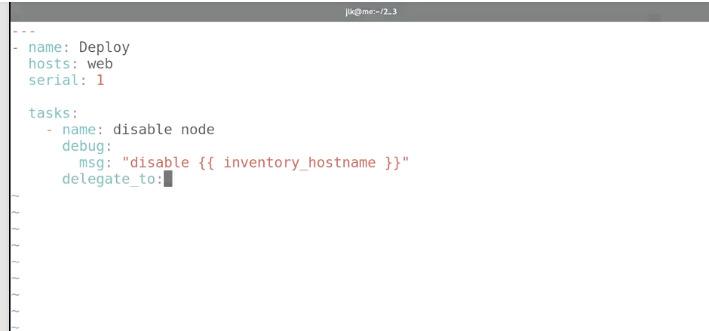 jlk@me:~/2_3
---
- name: Deploy
  hosts: web
  serial: 1

  tasks:
    - name: disable node
      debug:
        msg: "disable {{ inventory_hostname }}"
      delegate_to:
~
~
~
~
~
~
~
~
~